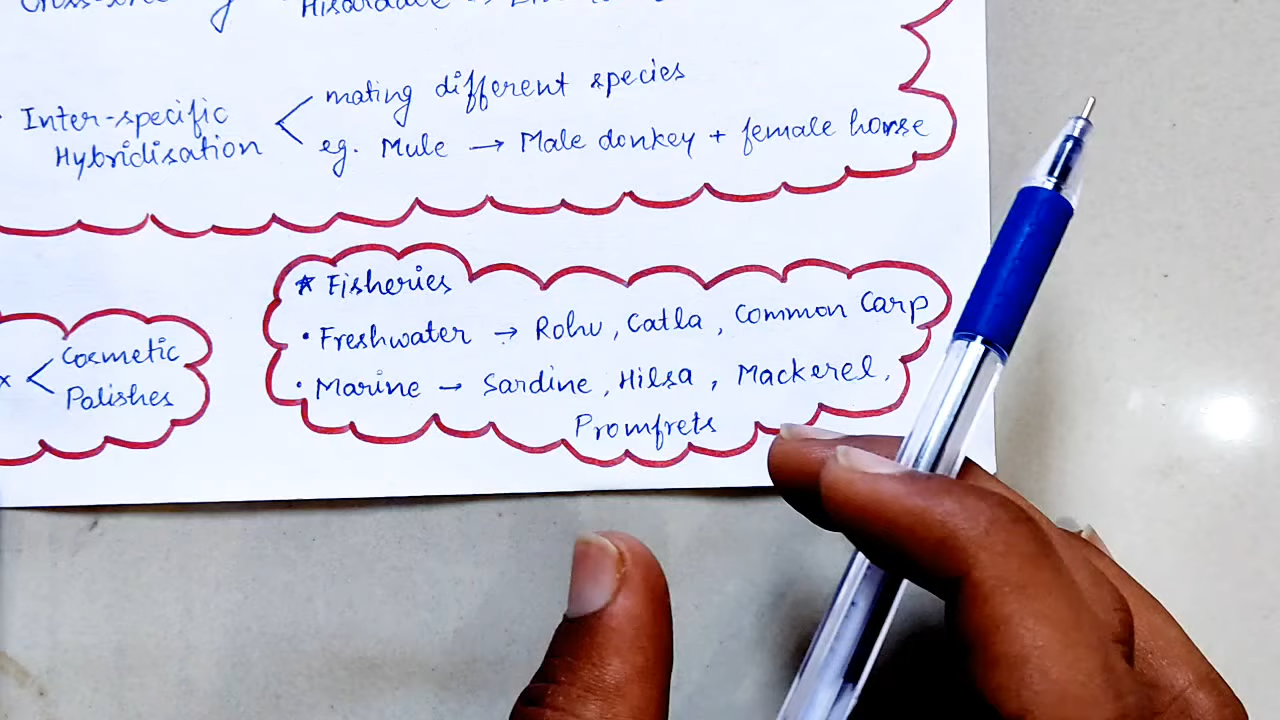 Inter-specific
Hybridisation
mating different species
eg. Mule → Male donkey + female horse
Cosmetic
Polishes
* Fisheries
• Freshwater → Rohu, Catla, Common Carp
• Marine → Sardine, Hilsa, Mackerel,
Promfrets